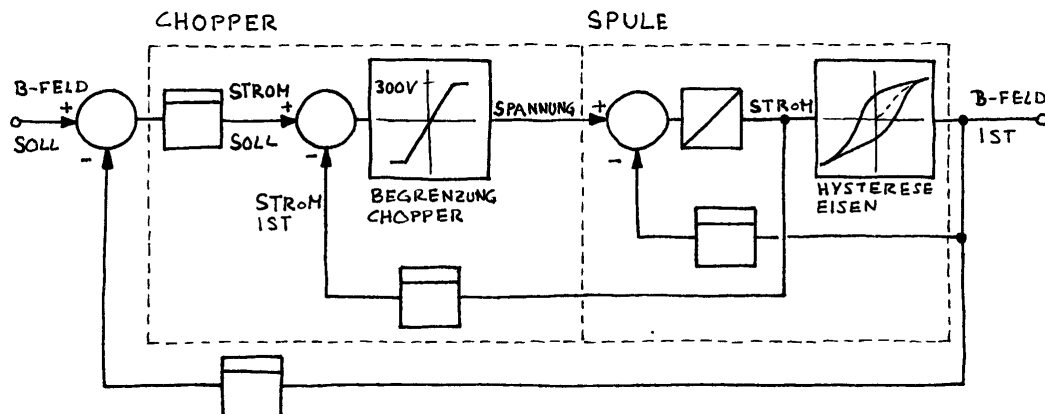 CHOPPER
SPULE
B-FELD
+
SOLL
-
STROM
SOLL
+
-
STROM
IST
300V
BEGRENZUNG
CHOPPER
SPANNUNG
+
-
STROM
HYSTERESE
EISEN
B-FELD
IST